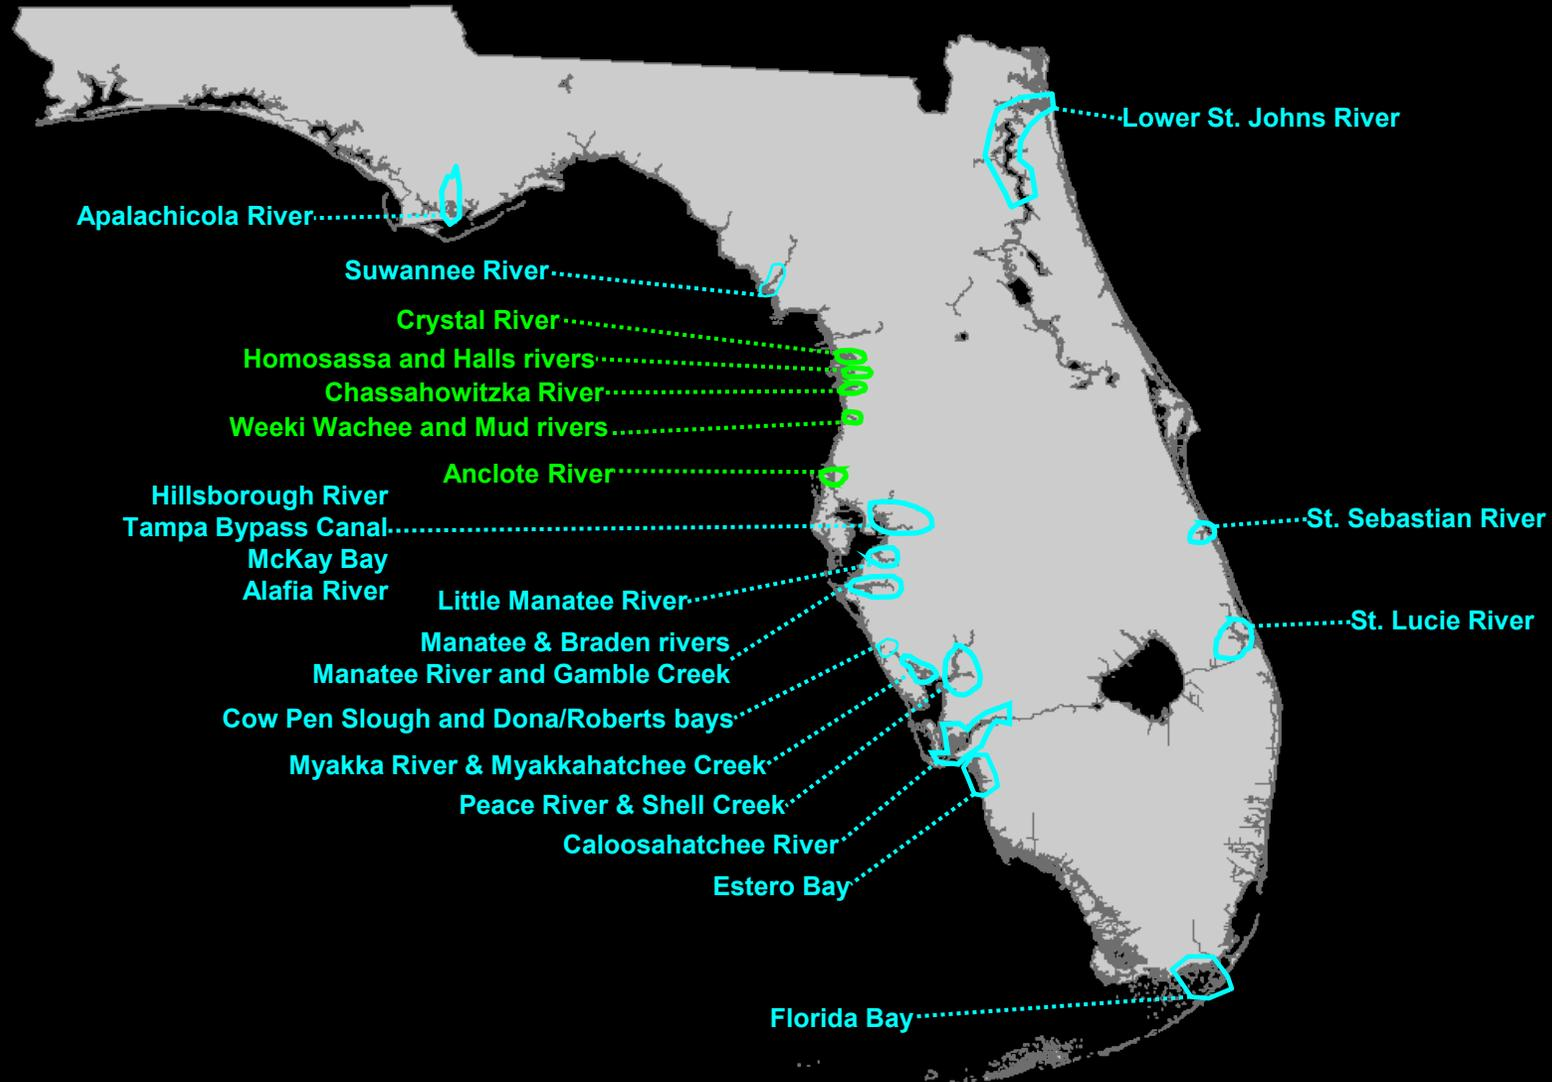 Lower St. Johns River
Apalachicola River
Suwannee River
Crystal River
Homosassa and Halls rivers
Chassahowitzka River
Weeki Wachee and Mud rivers
Anclote River
Hillsborough River
Tampa Bypass Canal
McKay Bay
Alafia River
St. Sebastian River
Little Manatee River
St. Lucie River
Manatee & Braden rivers
Manatee River and Gamble Creek
Cow Pen Slough and Dona/Roberts bays
Myakka River & Myakkahatchee Creek
Peace River & Shell Creek
Caloosahatchee River
Estero Bay
Florida Bay